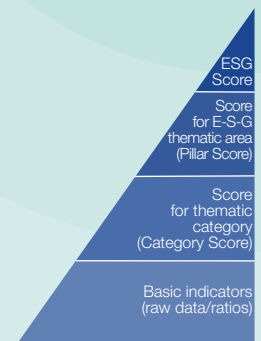 ESG
Score
Score
for E-S-G
thematic area
(Pillar Score)
Score
for thematic
category
(Category Score)
Basic indicators
(raw data/ratios)